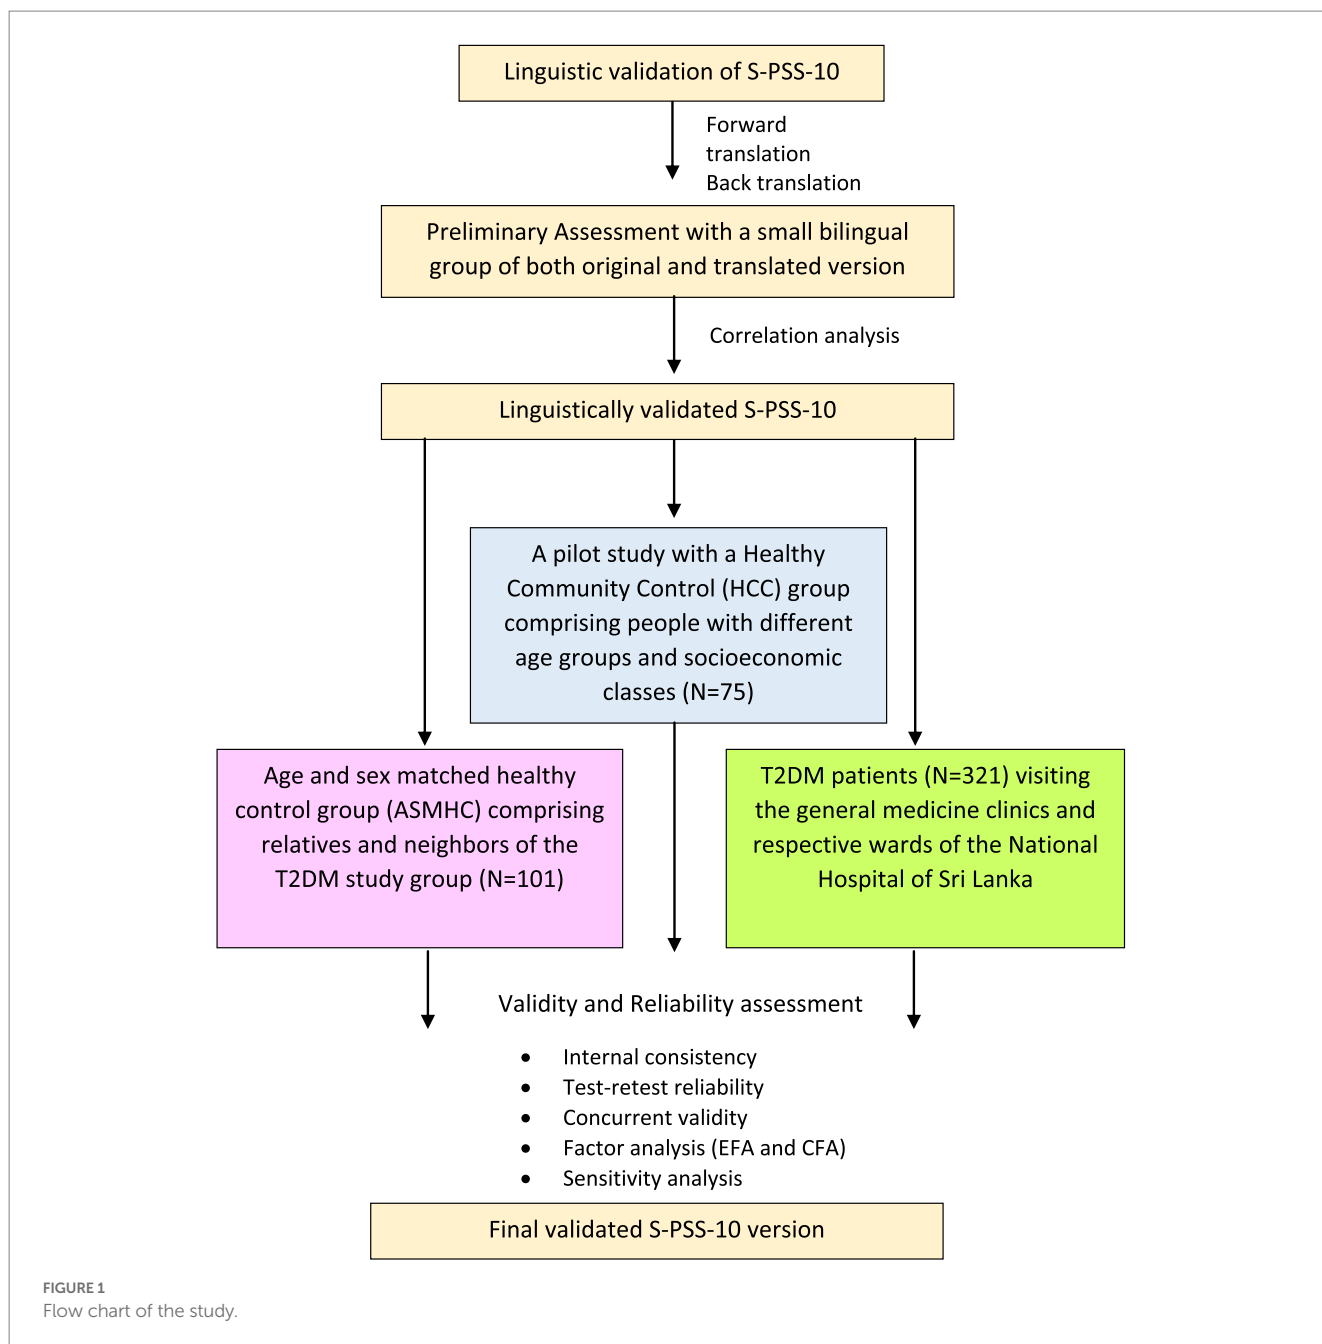 Linguistic validation of S-PSS-10
Forward
translation
Back translation
Preliminary Assessment with a small bilingual
group of both original and translated version
Correlation analysis
Linguistically validated S-PSS-10
A pilot study with a Healthy
Community Control (HCC) group
comprising people with different
age groups and socioeconomic
classes (N=75)
Age and sex matched healthy
control group (ASMHC) comprising
relatives and neighbors of the
T2DM study group (N=101)
T2DM patients (N=321) visiting
the general medicine clinics and
respective wards of the National
Hospital of Sri Lanka
Validity and Reliability assessment
• Internal consistency
• Test-retest reliability
• Concurrent validity
• Factor analysis (EFA and CFA)
• Sensitivity analysis
Final validated S-PSS-10 version
FIGURE 1
Flow chart of the study.